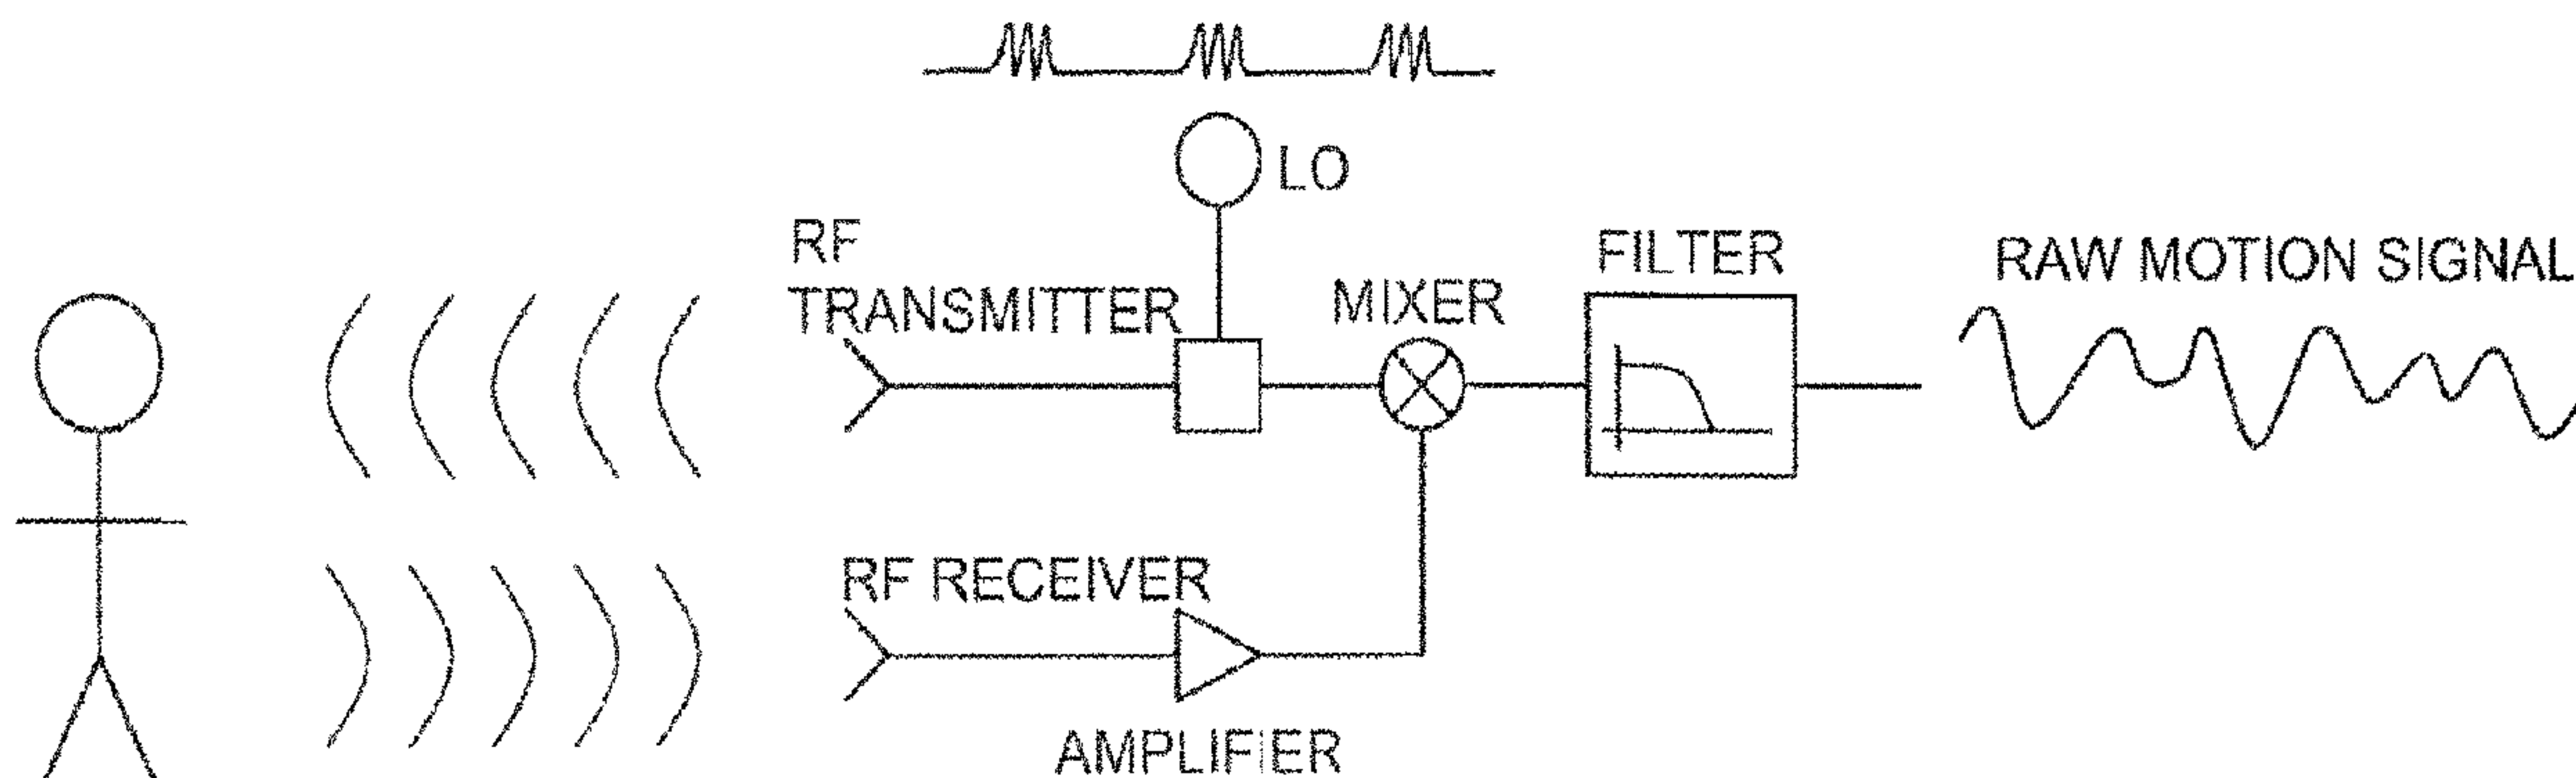 LO
RF
TRANSMITTER
MIXER
FILTER
RAW MOTION SIGNAL
RF RECEIVER
AMPLIFIER